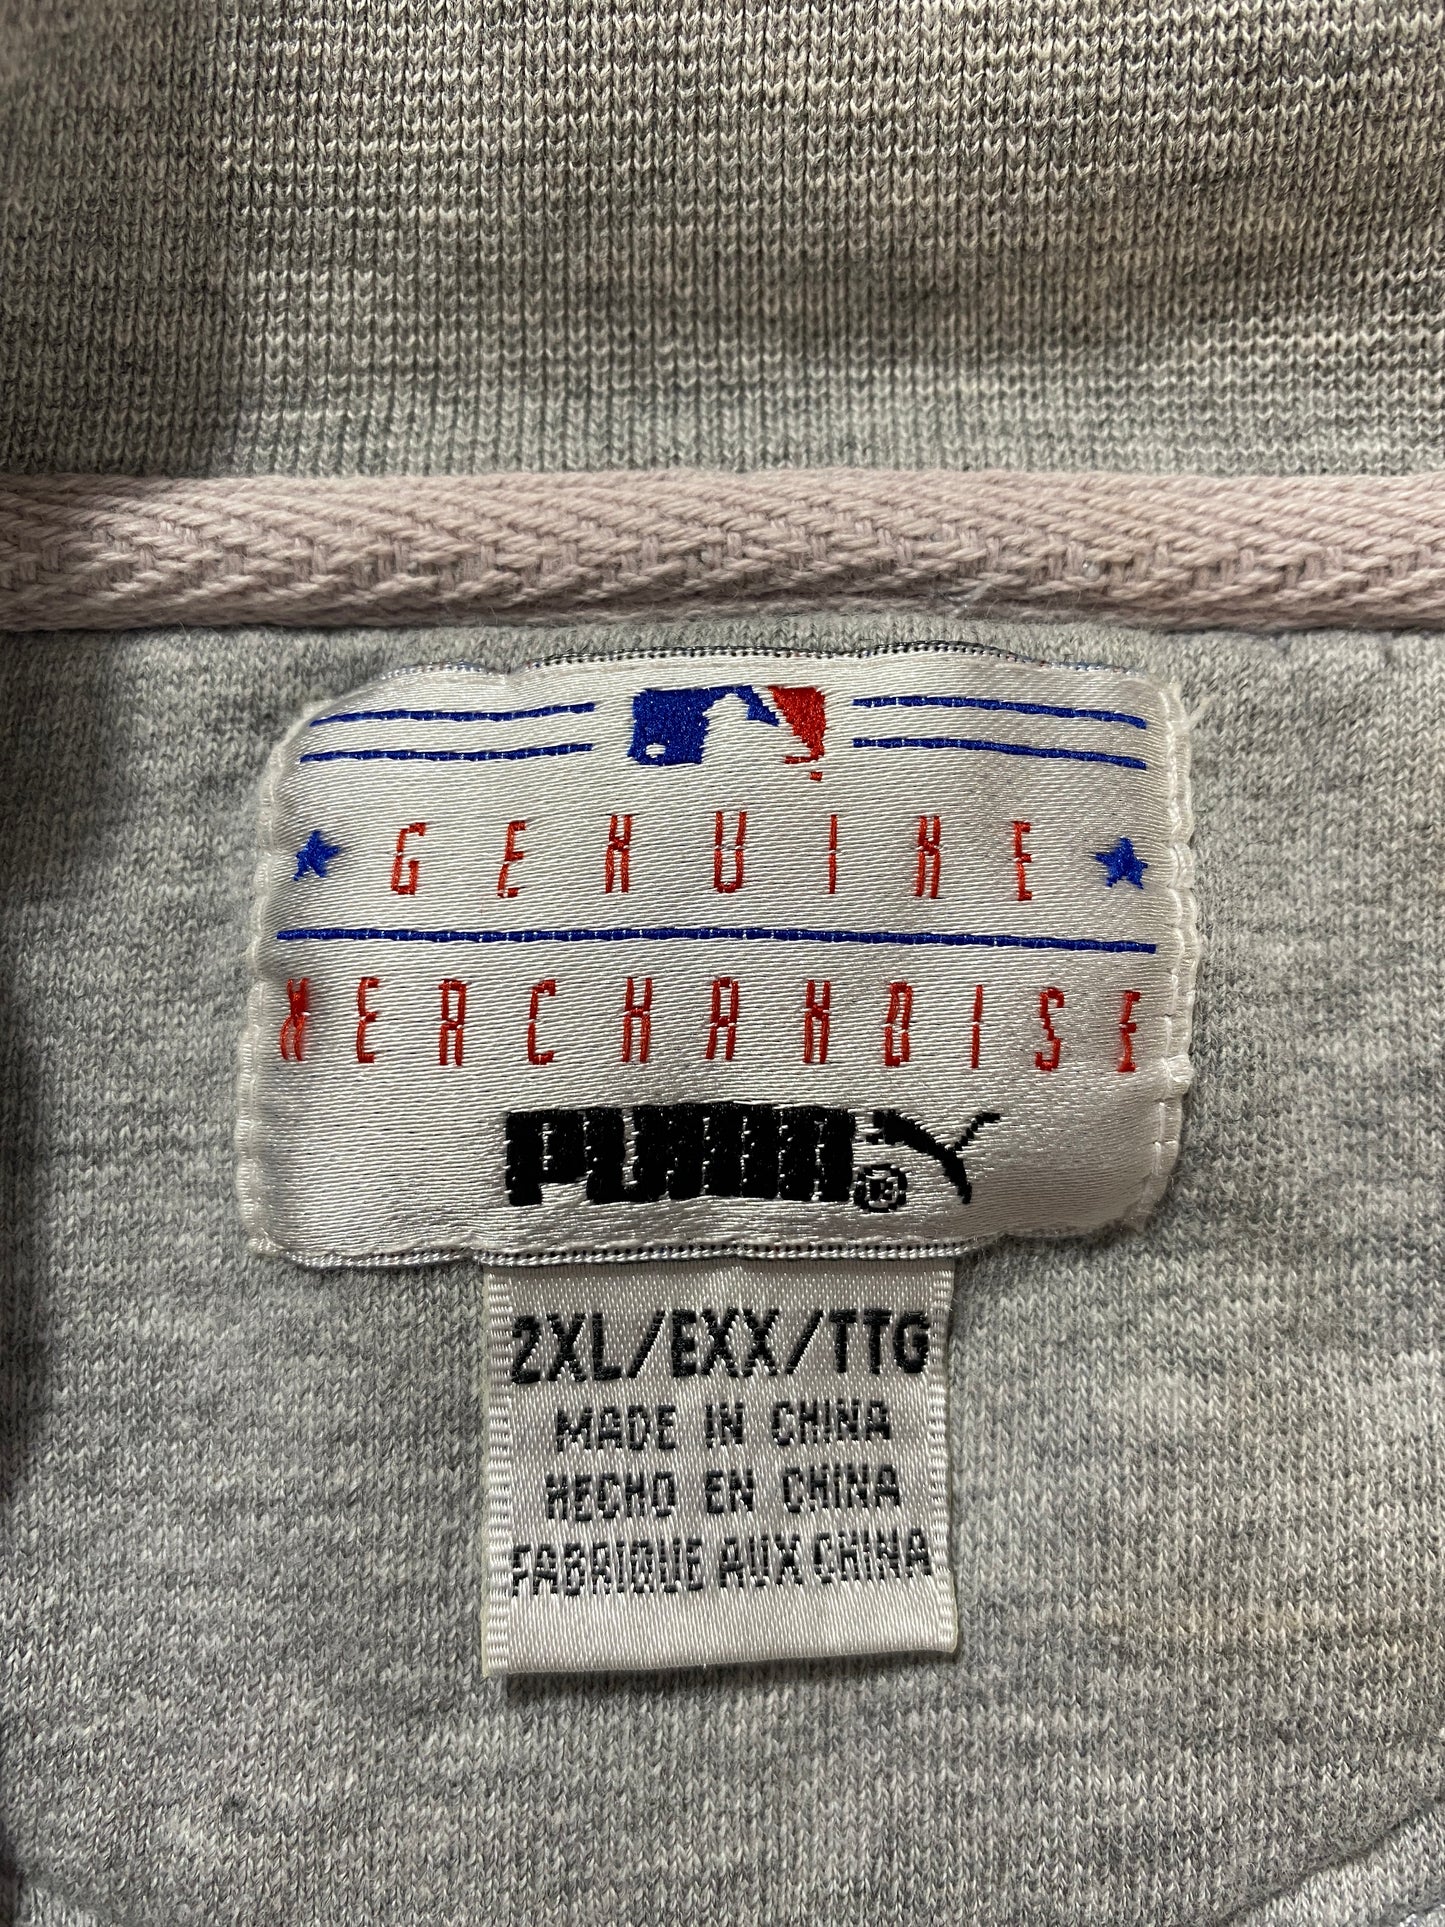 GENUINE
MERCHANDISE
PUMA®
2XL/EXX/TTG
MADE IN CHINA
HECHO EN CHINA
FABRIQUE AUX CHINA